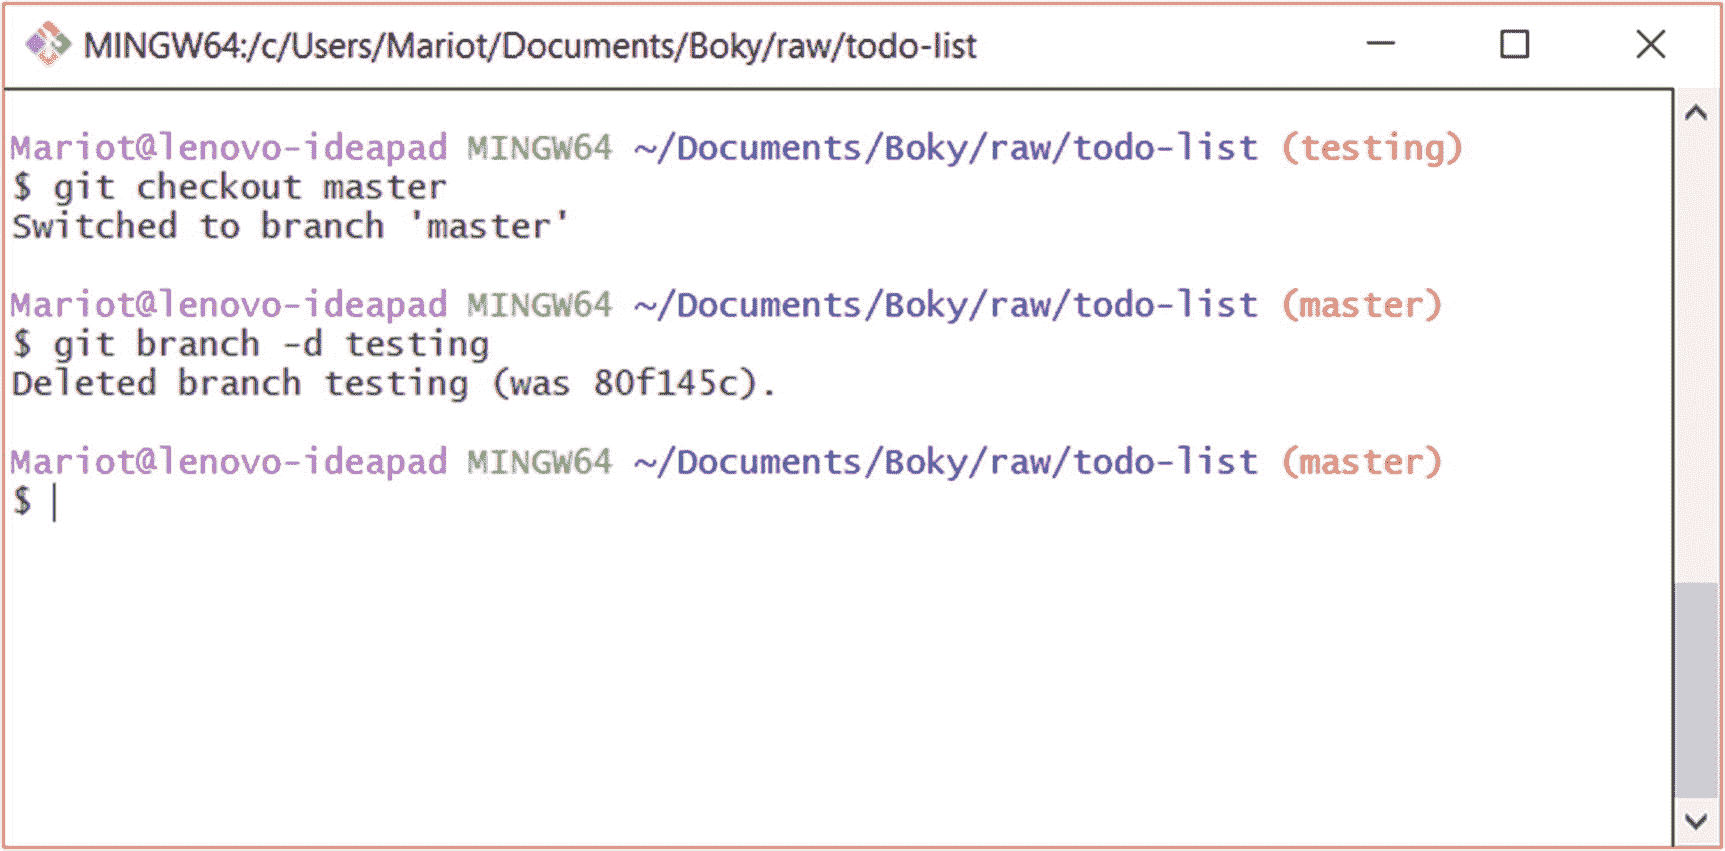 MINGW64:/c/Users/Mariot/Documents/Boky/raw/todo-list
Mariot@lenovo-ideapad MINGW64 ~/Documents/Boky/raw/todo-list (testing)
$ git checkout master
Switched to branch 'master'
Mariot@lenovo-ideapad MINGW64 ~/Documents/Boky/raw/todo-list (master)
$ git branch -d testing
Deleted branch testing (was 80f145c).
Mariot@lenovo-ideapad MINGW64 ~/Documents/Boky/raw/todo-list (master)
$